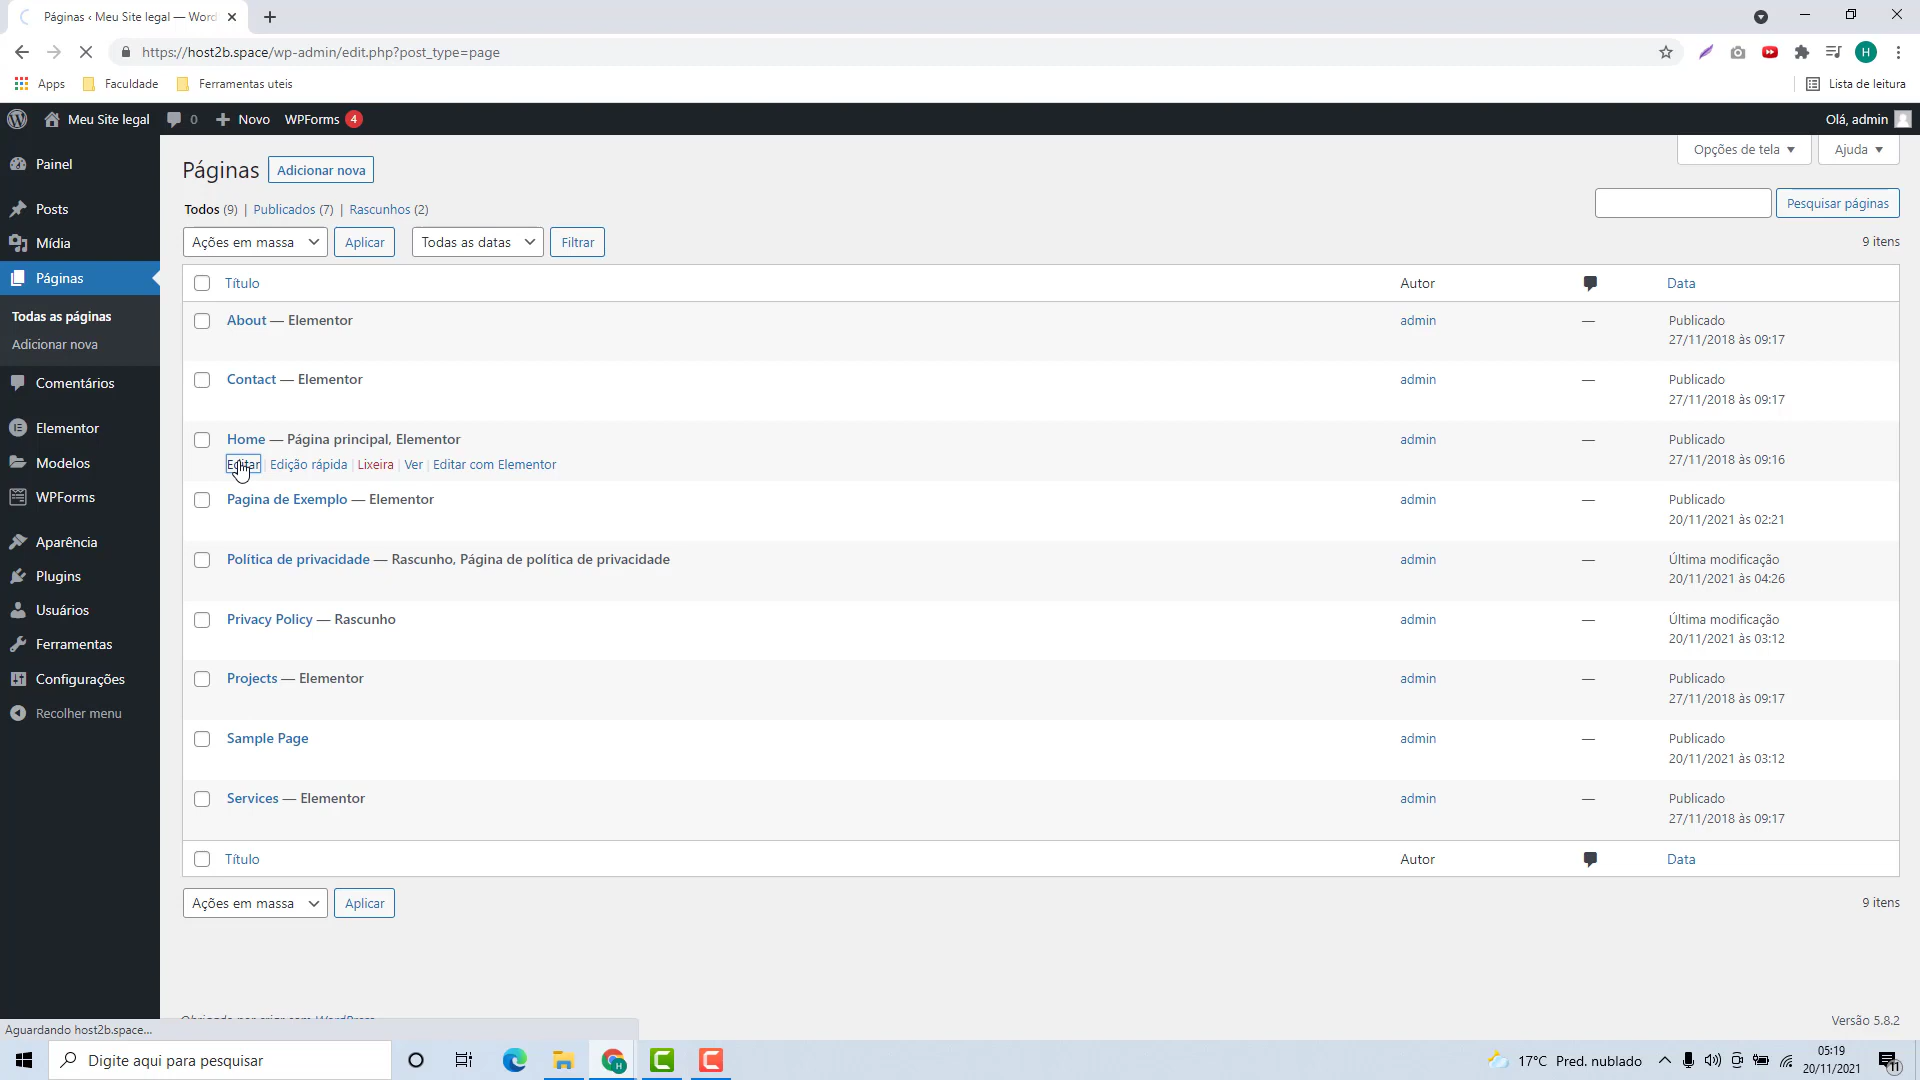 Páginas ‹ Meu Site legal — Word
https://host2b.space/wp-admin/edit.php?post_type=page
H
Apps
Faculdade
Ferramentas uteis
Lista de leitura
Meu Site legal
0
Novo
WPForms 4
Olá, admin
Painel
Posts
Mídia
Páginas
Todas as páginas
Adicionar nova
Comentários
Elementor
Modelos
WPForms
Aparência
Plugins
Usuários
Ferramentas
Configurações
Recolher menu
Opções de tela
Ajuda
Páginas
Adicionar nova
Todos (9) | Publicados (7) | Rascunhos (2)
Pesquisar páginas
Ações em massa
Aplicar
Todas as datas
Filtrar
9 itens
Título Autor Data
About — Elementor admin — Publicado
27/11/2018 às 09:17
Contact — Elementor admin — Publicado
27/11/2018 às 09:17
Home — Página principal, Elementor admin — Publicado
Editar | Edição rápida | Lixeira | Ver | Editar com Elementor 27/11/2018 às 09:16
Pagina de Exemplo — Elementor admin — Publicado
20/11/2021 às 02:21
Política de privacidade — Rascunho, Página de política de privacidade admin — Última modificação
20/11/2021 às 04:26
Privacy Policy — Rascunho admin — Última modificação
20/11/2021 às 03:12
Projects — Elementor admin — Publicado
27/11/2018 às 09:17
Sample Page admin — Publicado
20/11/2021 às 03:12
Services — Elementor admin — Publicado
27/11/2018 às 09:17
Título Autor Data
Ações em massa
Aplicar
9 itens
Obrigado por criar com WordPress
Versão 5.8.2
Aguardando host2b.space...
Digite aqui para pesquisar
17°C Pred. nublado
05:19
20/11/2021
11